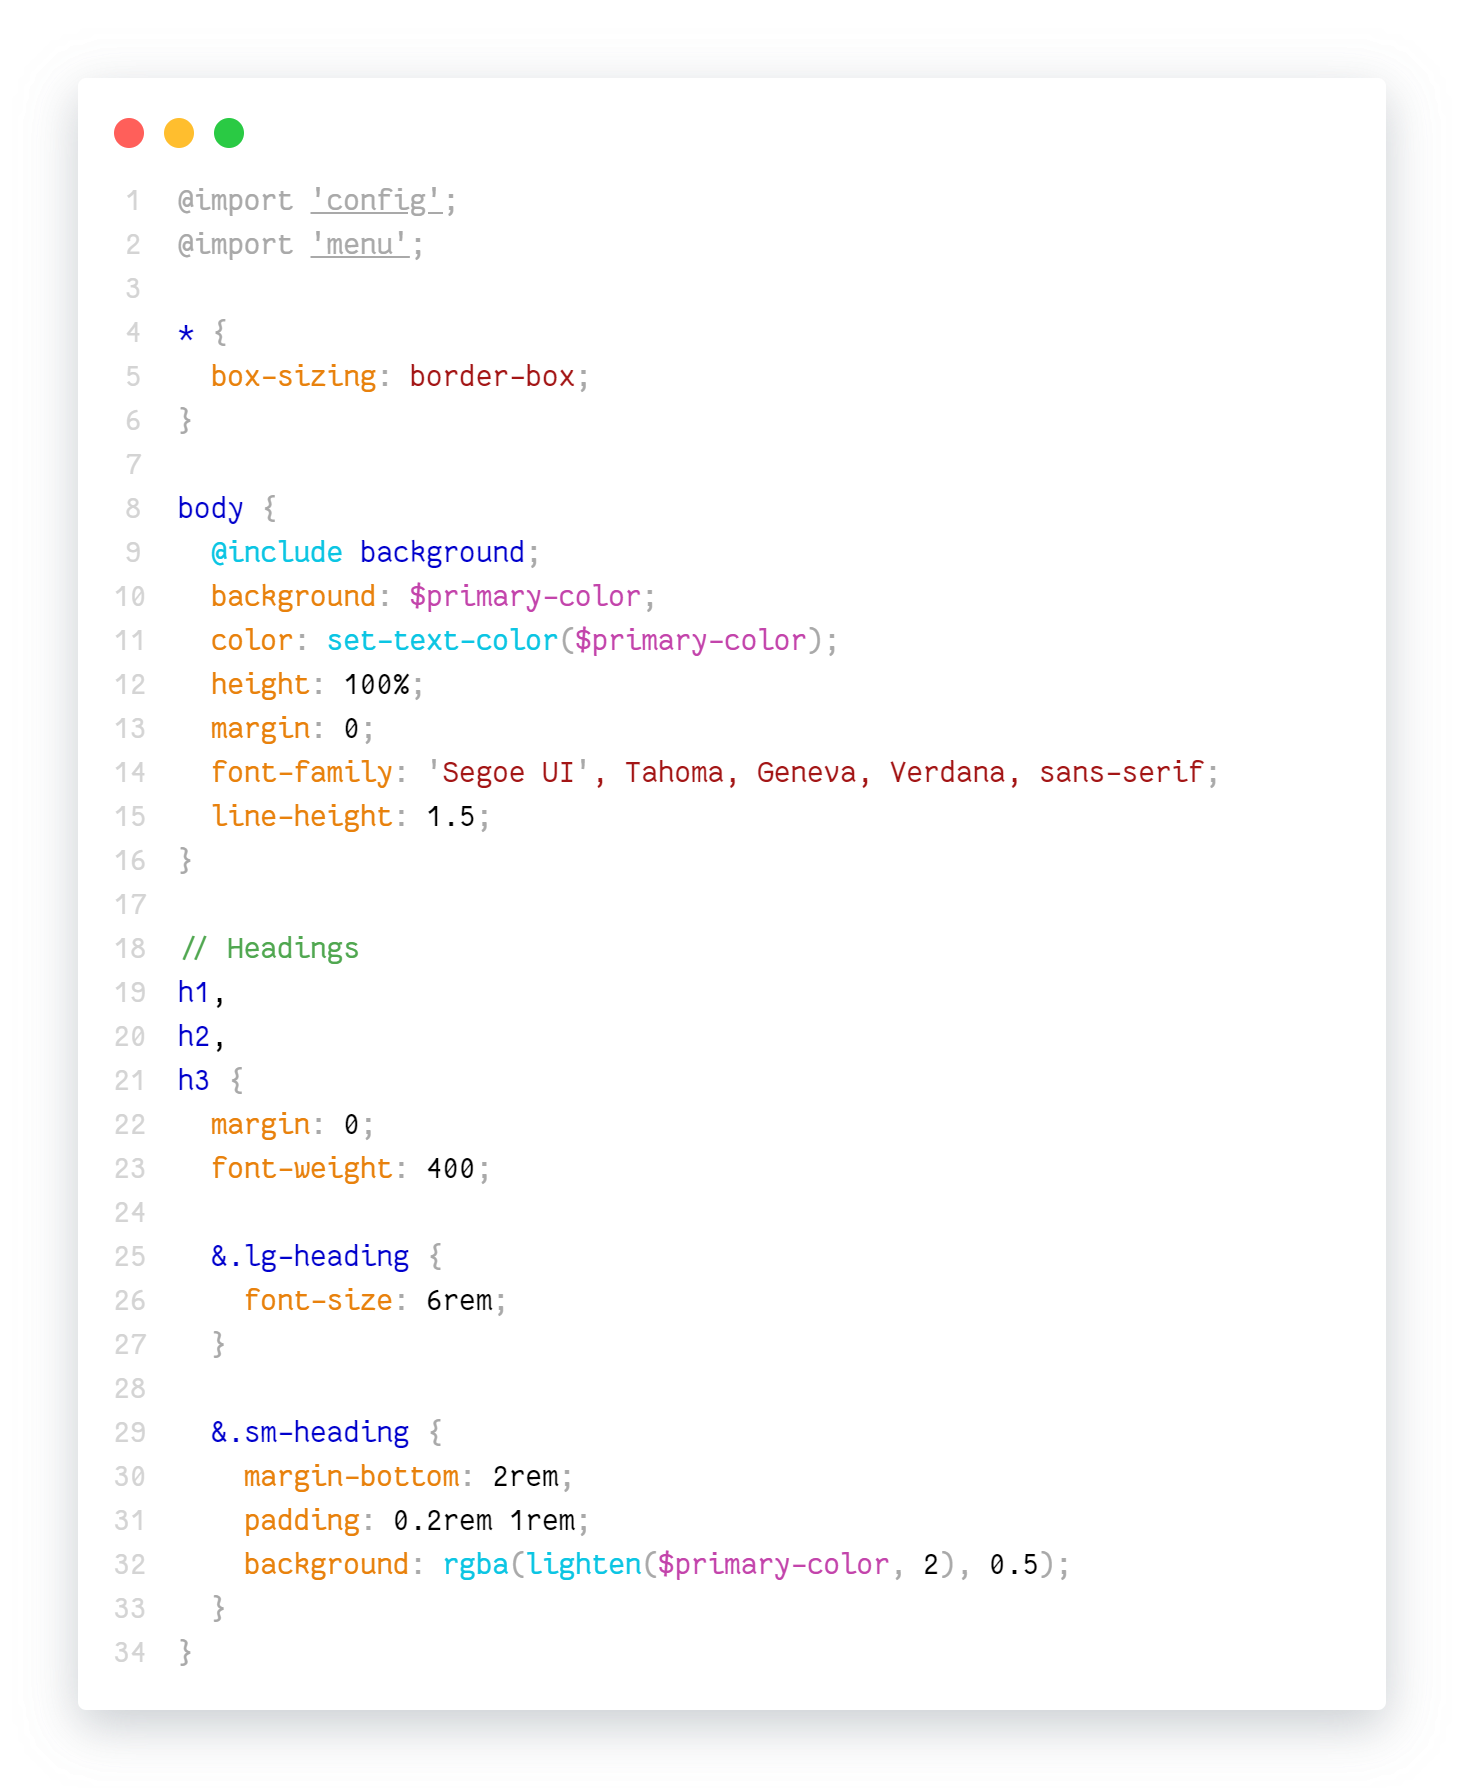 1 @import 'config';
2 @import 'menu';
3
4 * {
5   box-sizing: border-box;
6 }
7
8 body {
9   @include background;
10   background: $primary-color;
11   color: set-text-color($primary-color);
12   height: 100%;
13   margin: 0;
14   font-family: 'Segoe UI', Tahoma, Geneva, Verdana, sans-serif;
15   line-height: 1.5;
16 }
17
18 // Headings
19 h1,
20 h2,
21 h3 {
22   margin: 0;
23   font-weight: 400;
24
25   &.lg-heading {
26     font-size: 6rem;
27   }
28
29   &.sm-heading {
30     margin-bottom: 2rem;
31     padding: 0.2rem 1rem;
32     background: rgba(lighten($primary-color, 2), 0.5);
33   }
34 }